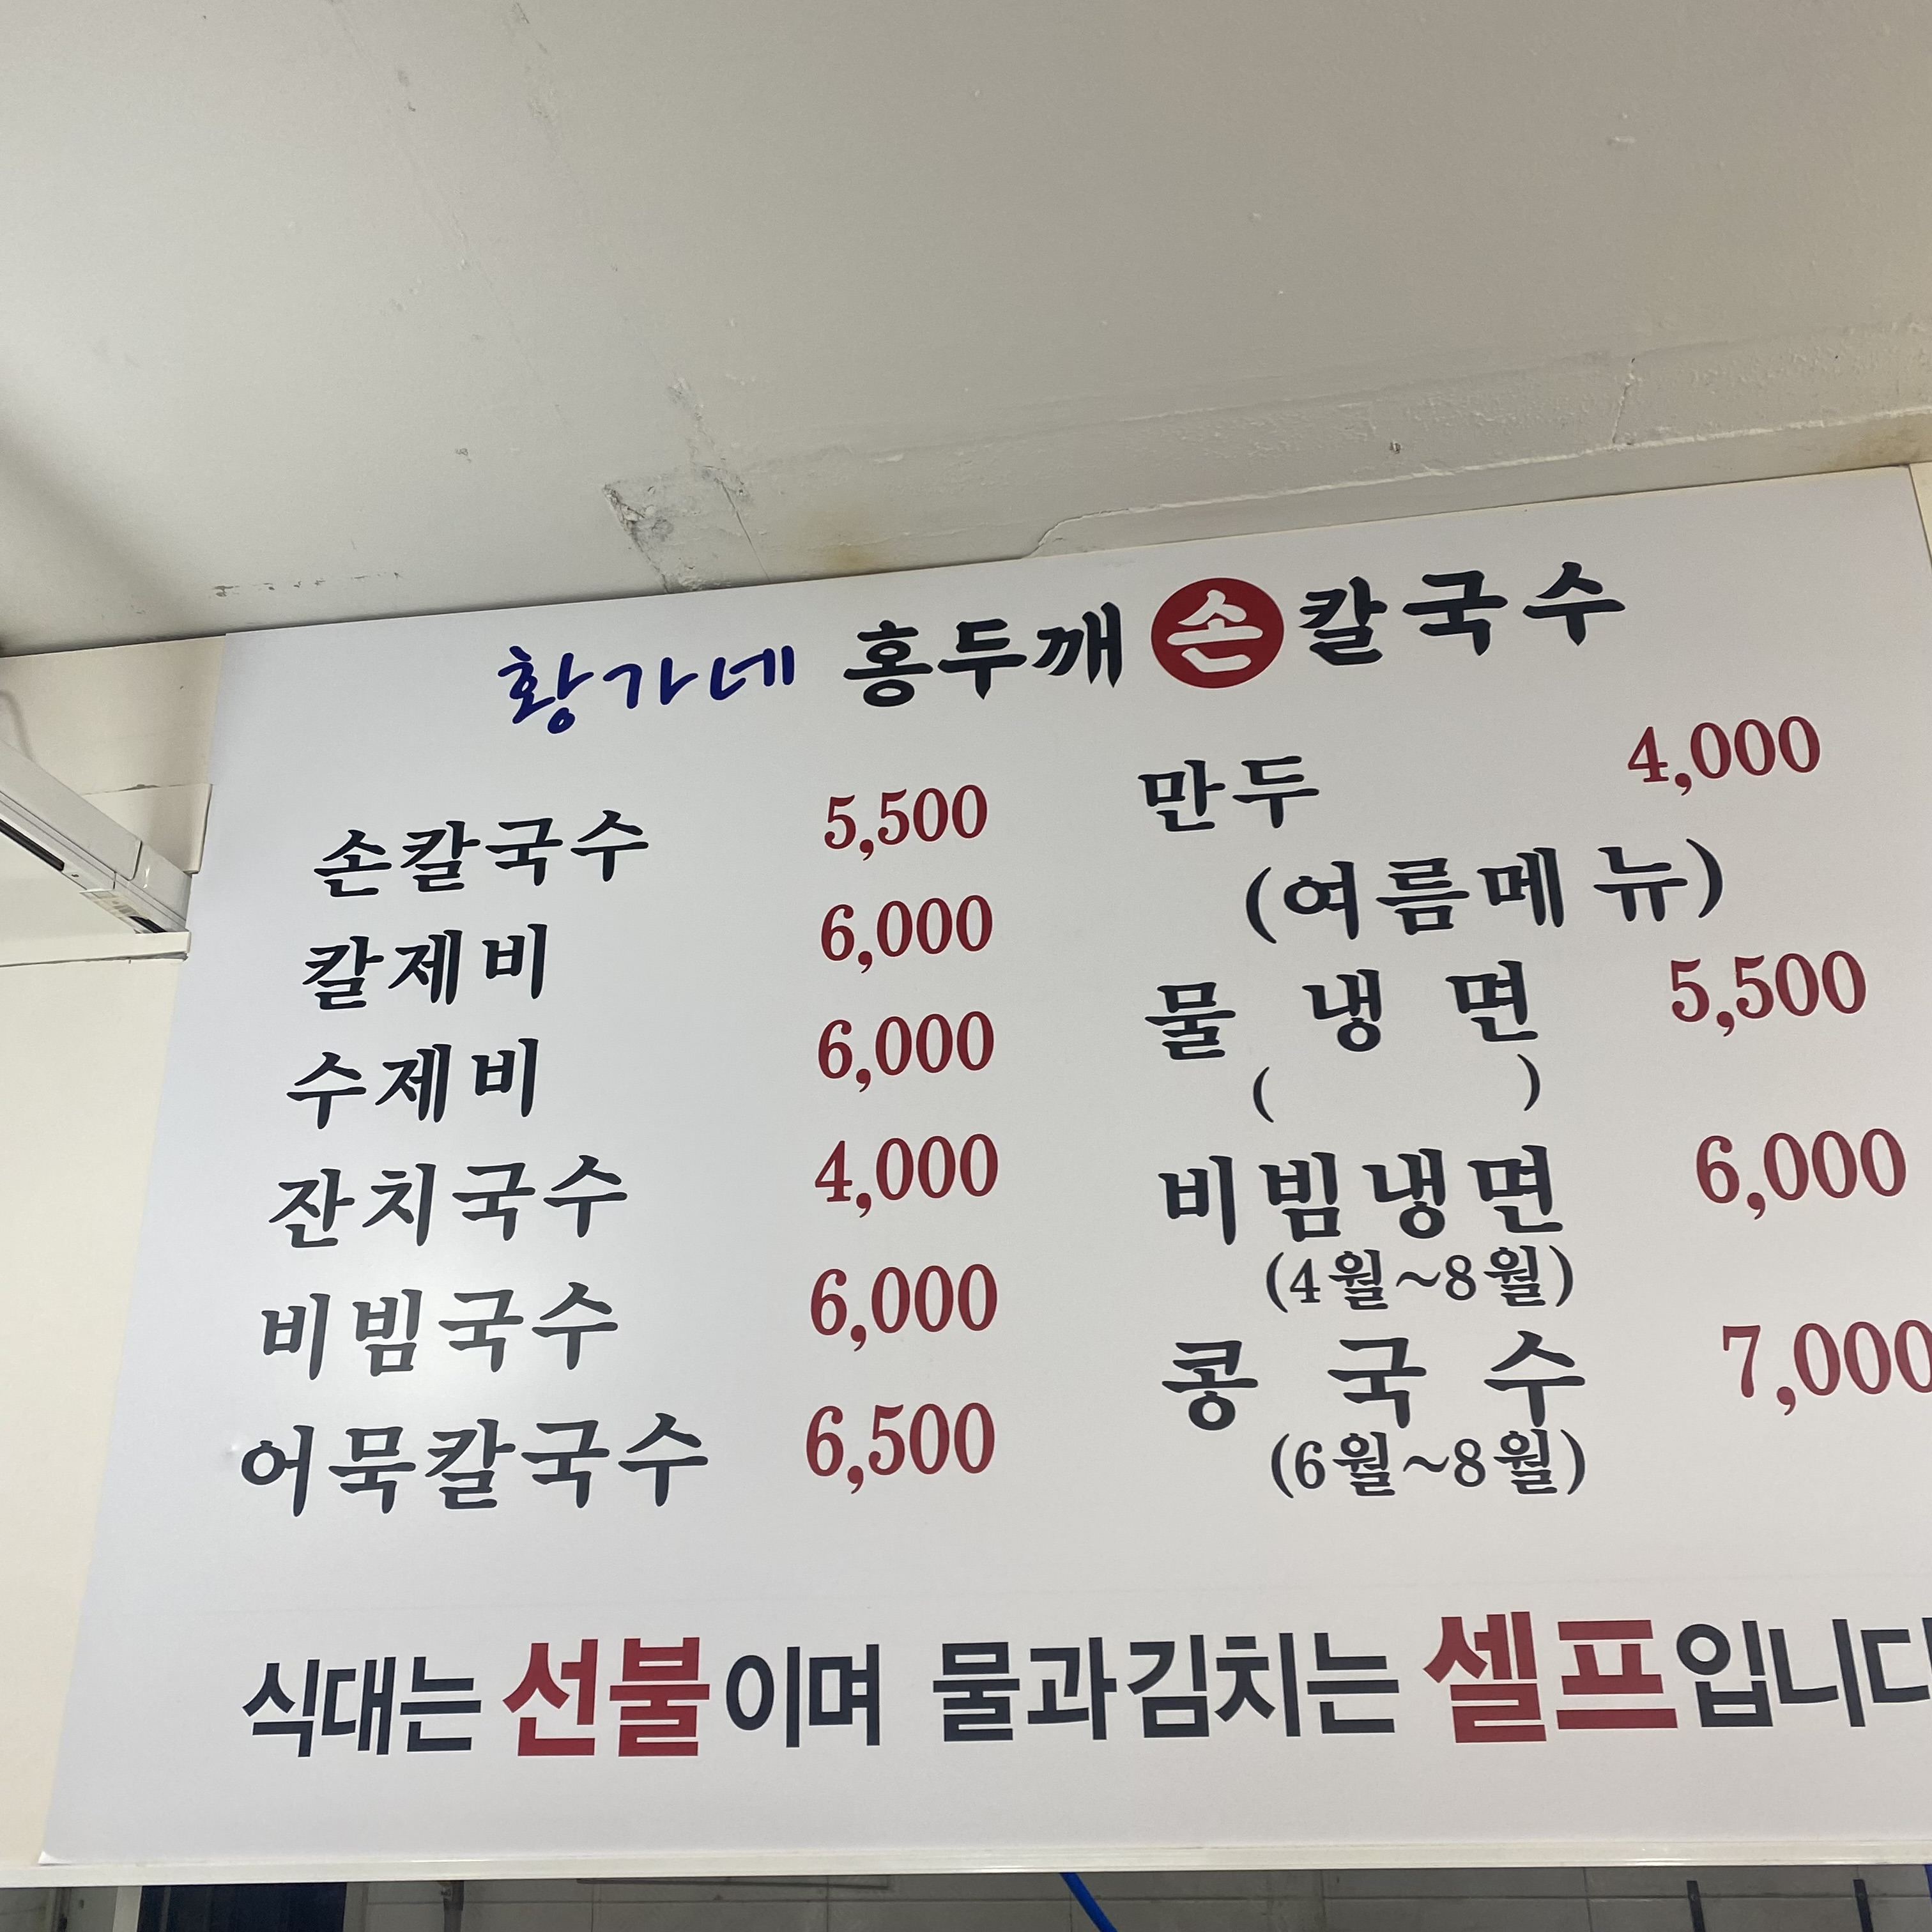 황가네 홍두깨 손 칼국수
손칼국수 5,500
칼제비 6,000
수제비 6,000
잔치국수 4,000
비빔국수 6,000
어묵칼국수 6,500
만두 4,000
(여름메뉴)
물 냉 면 5,500
( )
비빔냉면 6,000
(4월~8월)
콩 국 수 7,000
(6월~8월)
식대는 선불이며 물과김치는 셀프입니다